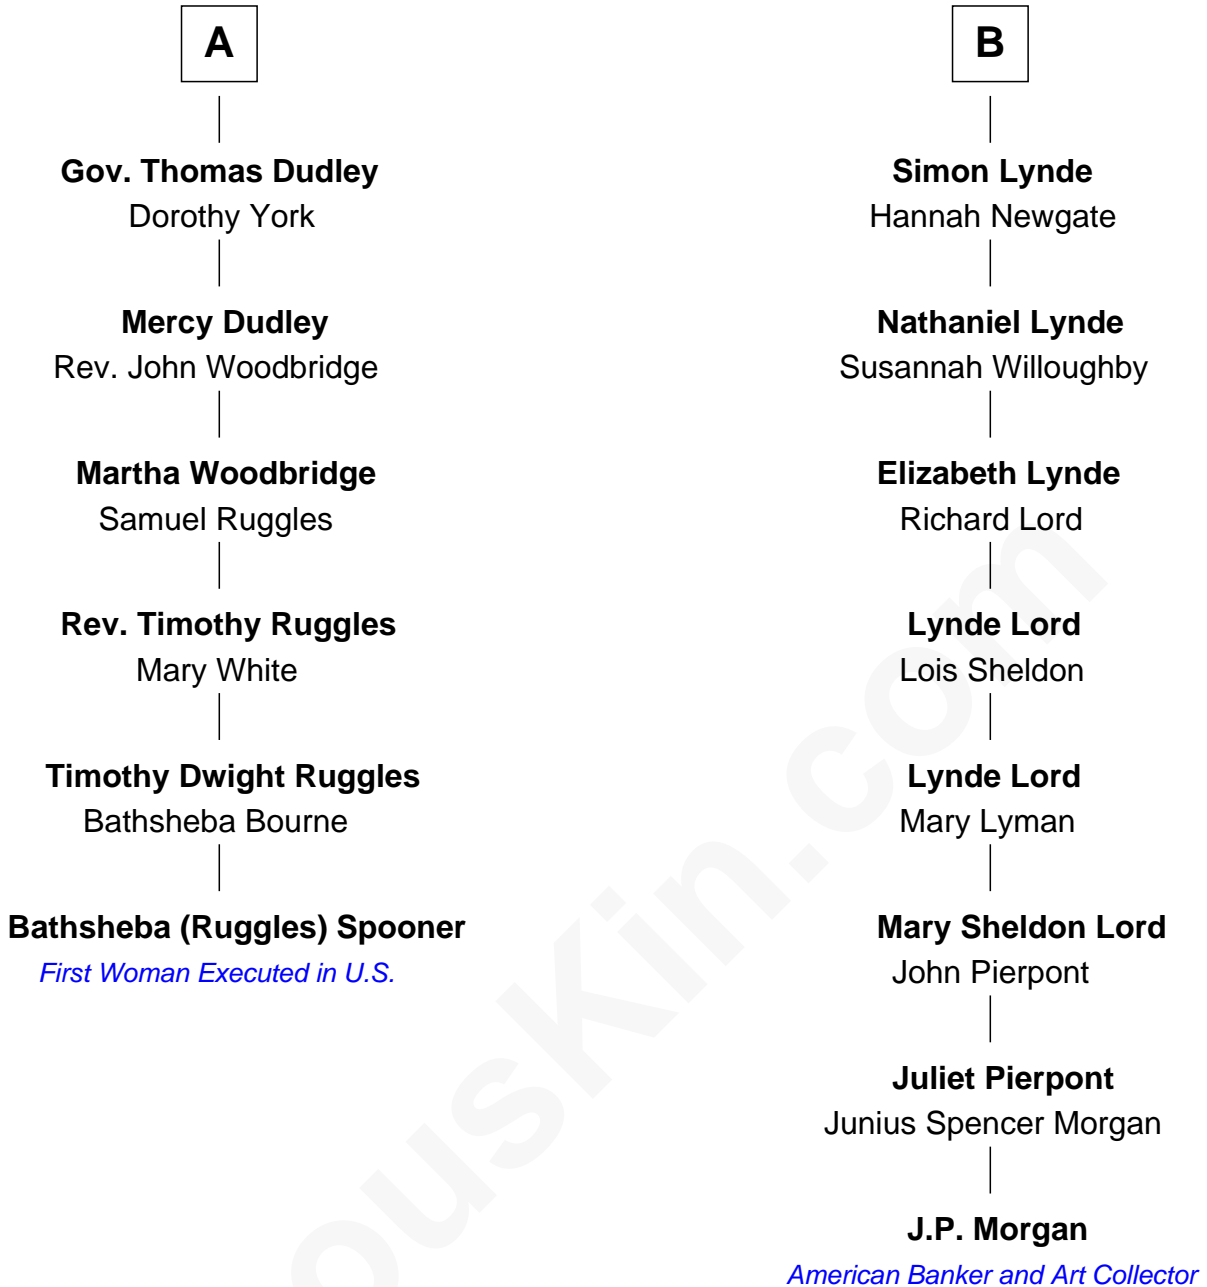 A
Gov. Thomas Dudley
Dorothy York
Mercy Dudley
Rev. John Woodbridge
Martha Woodbridge
Samuel Ruggles
Rev. Timothy Ruggles
Mary White
Timothy Dwight Ruggles
Bathsheba Bourne
Bathsheba (Ruggles) Spooner
First Woman Executed in U.S.
B
Simon Lynde
Hannah Newgate
Nathaniel Lynde
Susannah Willoughby
Elizabeth Lynde
Richard Lord
Lynde Lord
Lois Sheldon
Lynde Lord
Mary Lyman
Mary Sheldon Lord
John Pierpont
Juliet Pierpont
Junius Spencer Morgan
J.P. Morgan
American Banker and Art Collector
ousKin.com